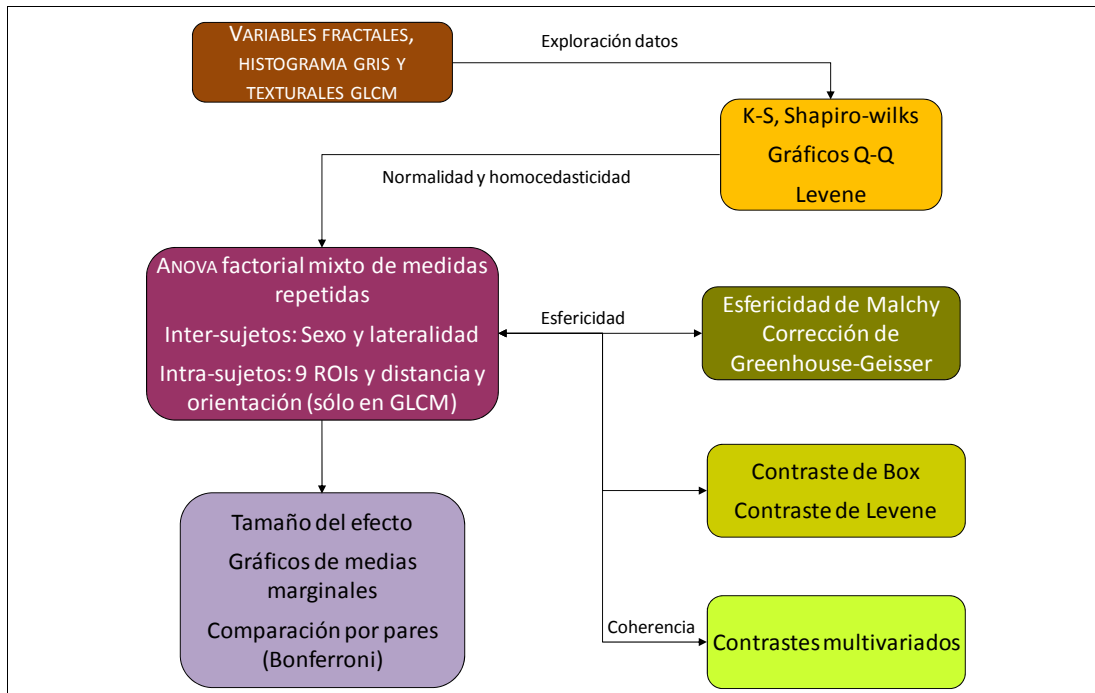 VARIABLES FRACTALES,
HISTOGRAMA GRIS Y
TEXTURALES GLCM
Exploración datos
K-S, Shapiro-wilks
Gráficos Q-Q
Levene
Normalidad y homocedasticidad
ANOVA factorial mixto de medidas
repetidas
Inter-sujetos: Sexo y lateralidad
Intra-sujetos: 9 ROIs y distancia y
orientación (sólo en GLCM)
Esfericidad
Esfericidad de Malchy
Corrección de
Greenhouse-Geisser
Contraste de Box
Contraste de Levene
Tamaño del efecto
Gráficos de medias
marginales
Comparación por pares
(Bonferroni)
Coherencia
Contrastes multivariados